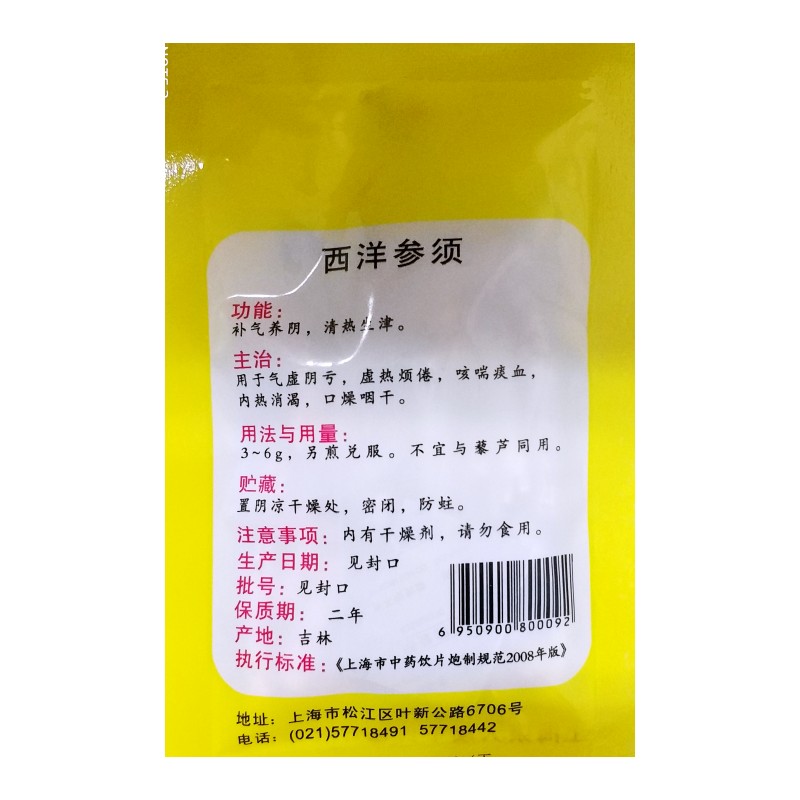 西洋参须
功能：
补气养阴，清热生津。
主治：
用于气虚阴亏，虚热烦倦，咳喘痰血，
内热消渴，口燥咽干。
用法与用量：
3~6g，另煎兑服。不宜与藜芦同用。
贮藏：
置阴凉干燥处，密闭，防蛀。
注意事项：内有干燥剂，请勿食用。
生产日期：见封口
批号：见封口
保质期：二年
产地：吉林
执行标准：《上海市中药饮片炮制规范2008年版》
6 950900 800092
地址：上海市松江区叶新公路6706号
电话：(021)57718491 57718442